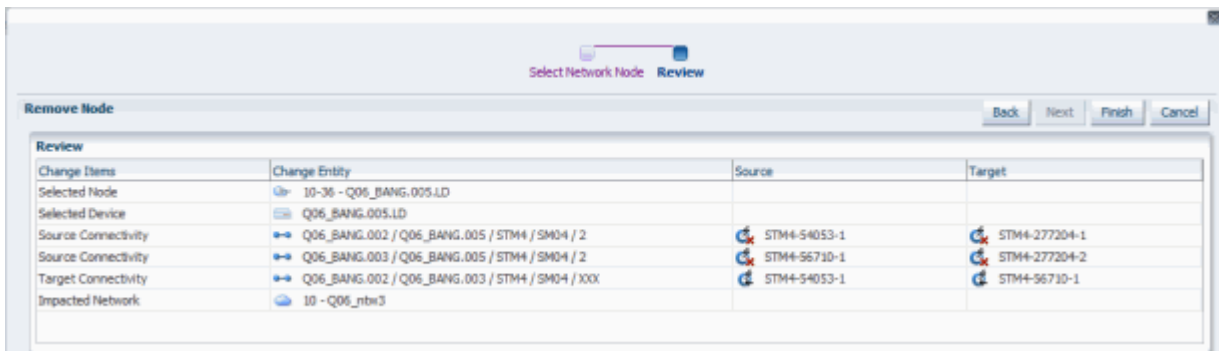 Select Network Node Review
Remove Node Back Next Finish Cancel
Review
Change Items Change Entity Source Target
Selected Node 10-36 - Q06_BANG.005.LD
Selected Device Q06_BANG.005.LD
Source Connectivity Q06_BANG.002 / Q06_BANG.005 / STM4 / SM04 / 2 STM4-54053-1 STM4-277204-1
Source Connectivity Q06_BANG.003 / Q06_BANG.005 / STM4 / SM04 / 2 STM4-56710-1 STM4-277204-2
Target Connectivity Q06_BANG.002 / Q06_BANG.003 / STM4 / SM04 / XXX STM4-54053-1 STM4-56710-1
Impacted Network 10 - Q06_ntw3